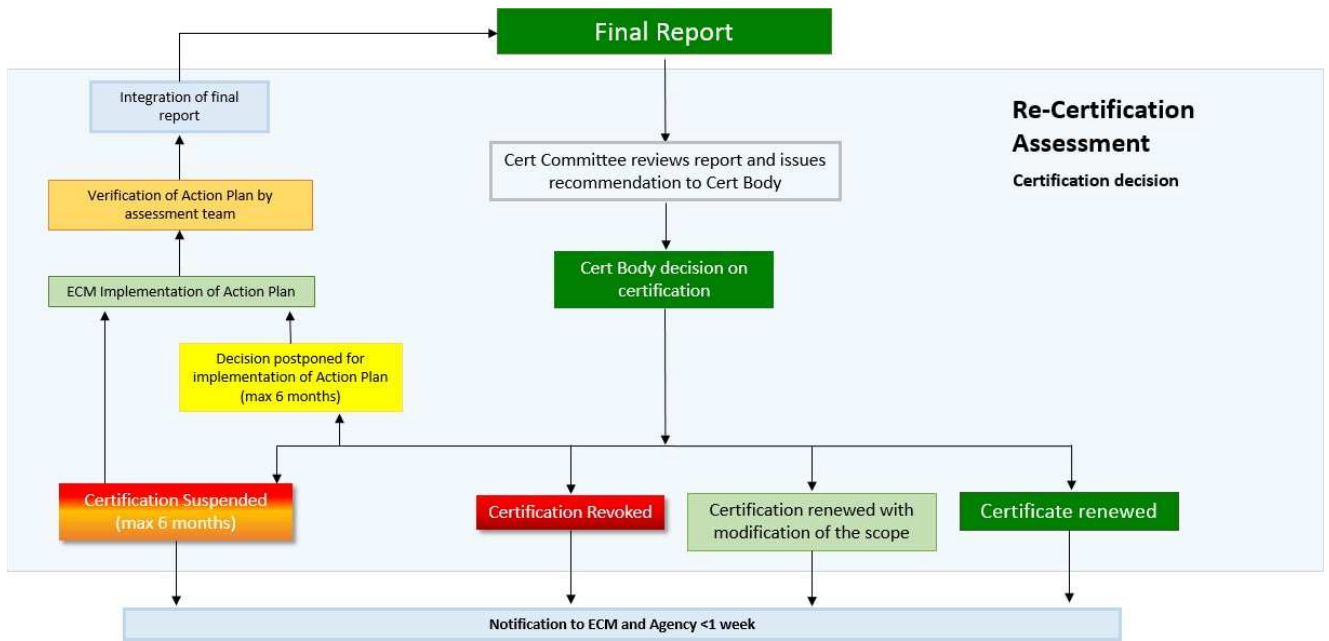 Final Report
Integration of final
report
Re-Certification
Assessment
Certification decision
Cert Committee reviews report and issues
recommendation to Cert Body
Verification of Action Plan by
assessment team
Cert Body decision on
certification
ECM Implementation of Action Plan
Decision postponed for
implementation of Action Plan
(max 6 months)
Certification Suspended
(max 6 months)
Certification Revoked
Certification renewed with
modification of the scope
Certificate renewed
Notification to ECM and Agency <1 week